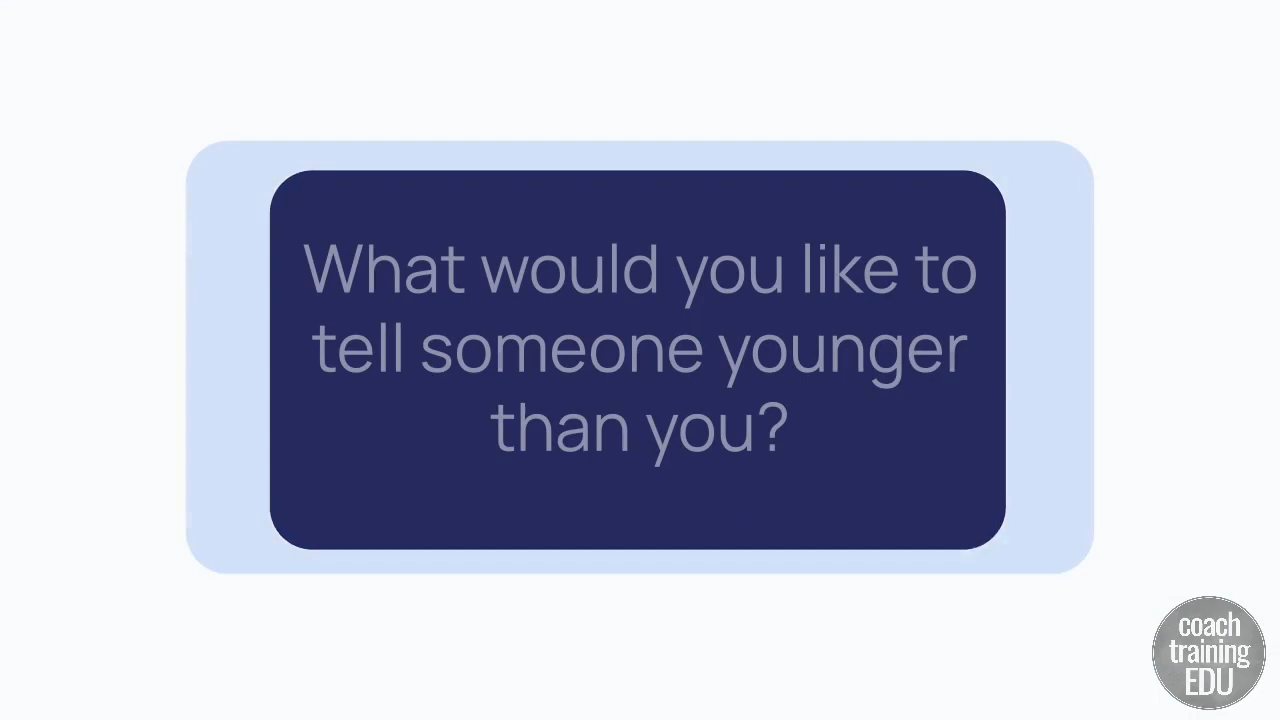 What would you like to
tell someone younger
than you?
coach
training
EDU